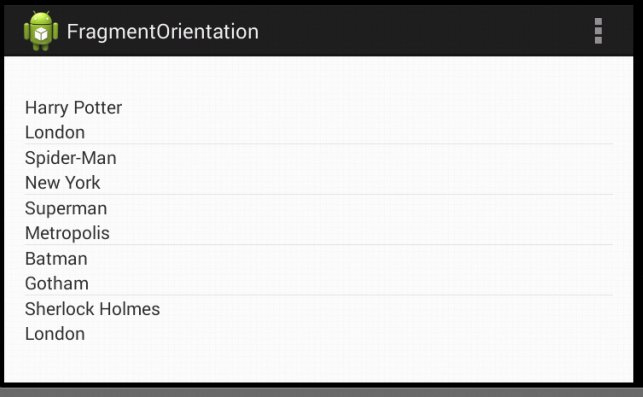 FragmentOrientation
Harry Potter
London
Spider-Man
New York
Superman
Metropolis
Batman
Gotham
Sherlock Holmes
London